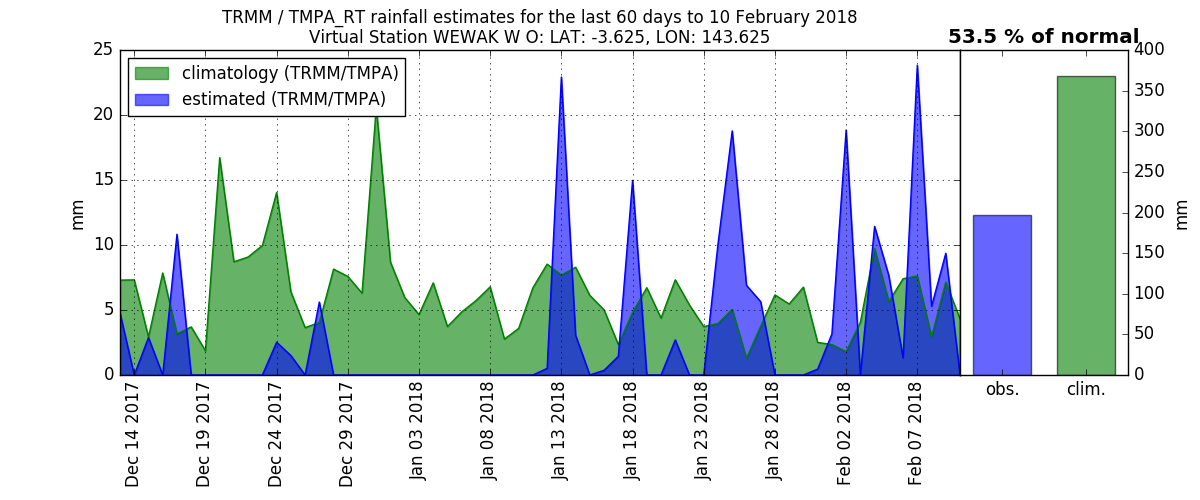 TRMM / TMPA_RT rainfall estimates for the last 60 days to 10 February 2018
Virtual Station WEWAK W O: LAT: -3.625, LON: 143.625
53.5 % of normal
climatology (TRMM/TMPA)
estimated (TRMM/TMPA)
25
20
15
10
5
0
mm
Dec 14 2017
Dec 19 2017
Dec 24 2017
Dec 29 2017
Jan 03 2018
Jan 08 2018
Jan 13 2018
Jan 18 2018
Jan 23 2018
Jan 28 2018
Feb 02 2018
Feb 07 2018
400
350
300
250
200
150
100
50
0
mm
obs.
clim.